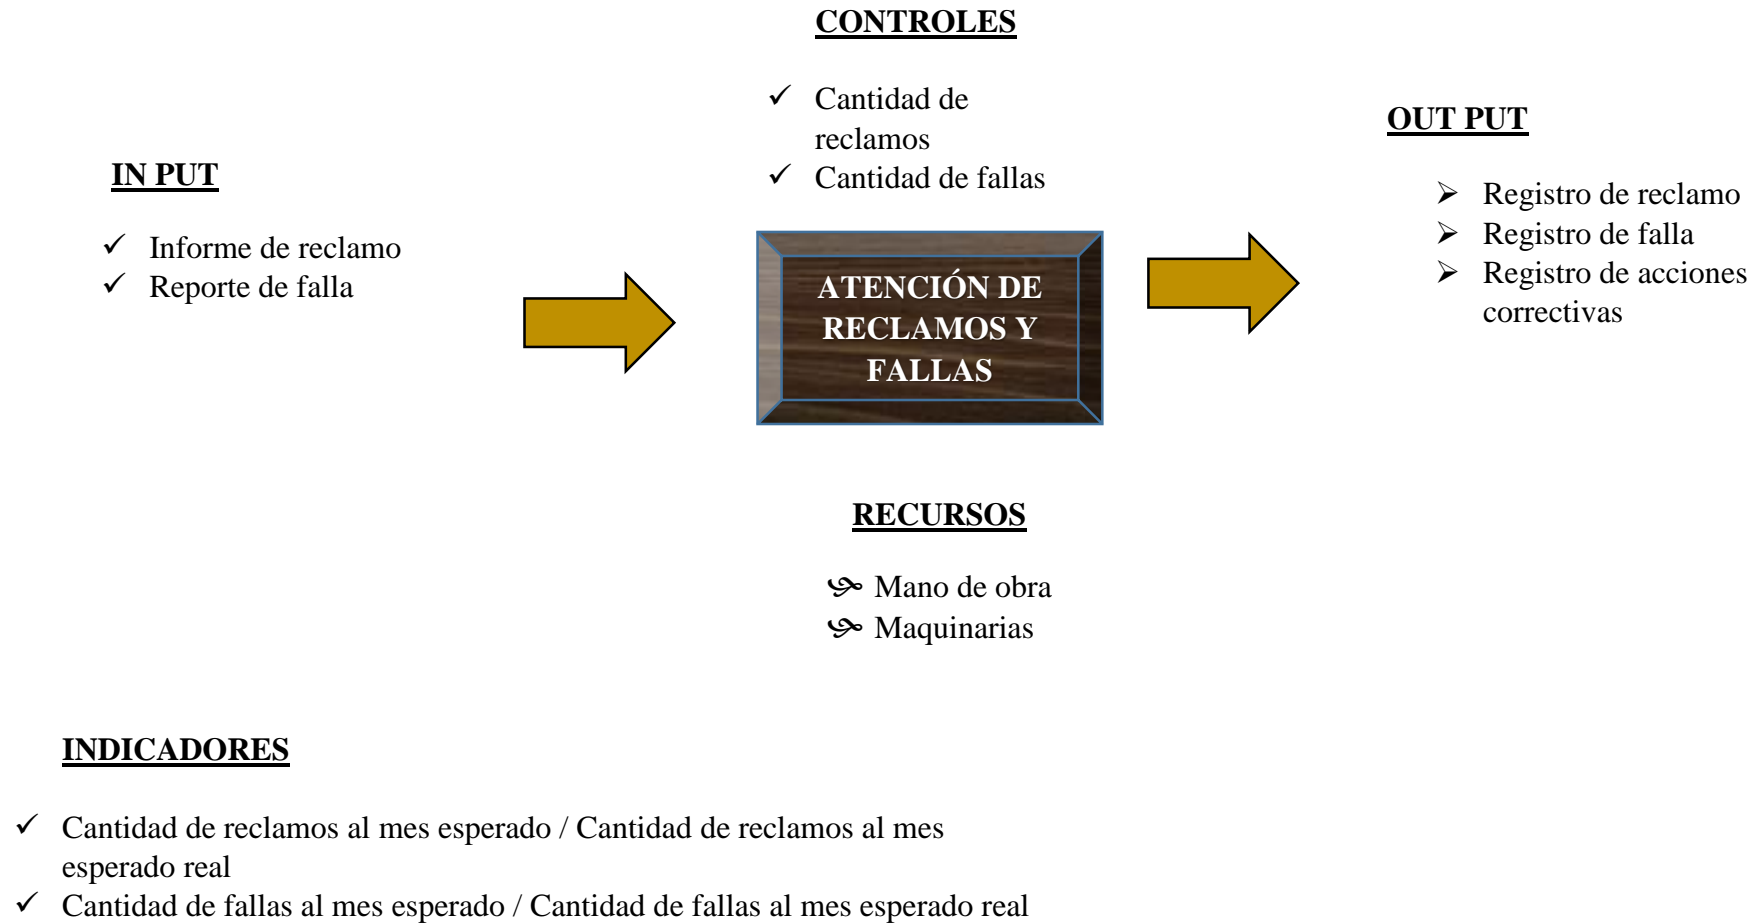 CONTROLES
Cantidad de
reclamos
Cantidad de fallas
IN PUT
Informe de reclamo
Reporte de falla
ATENCIÓN DE
RECLAMOS Y
FALLAS
OUT PUT
Registro de reclamo
Registro de falla
Registro de acciones
correctivas
RECURSOS
Mano de obra
Maquinarias
INDICADORES
Cantidad de reclamos al mes esperado / Cantidad de reclamos al mes
esperado real
Cantidad de fallas al mes esperado / Cantidad de fallas al mes esperado real